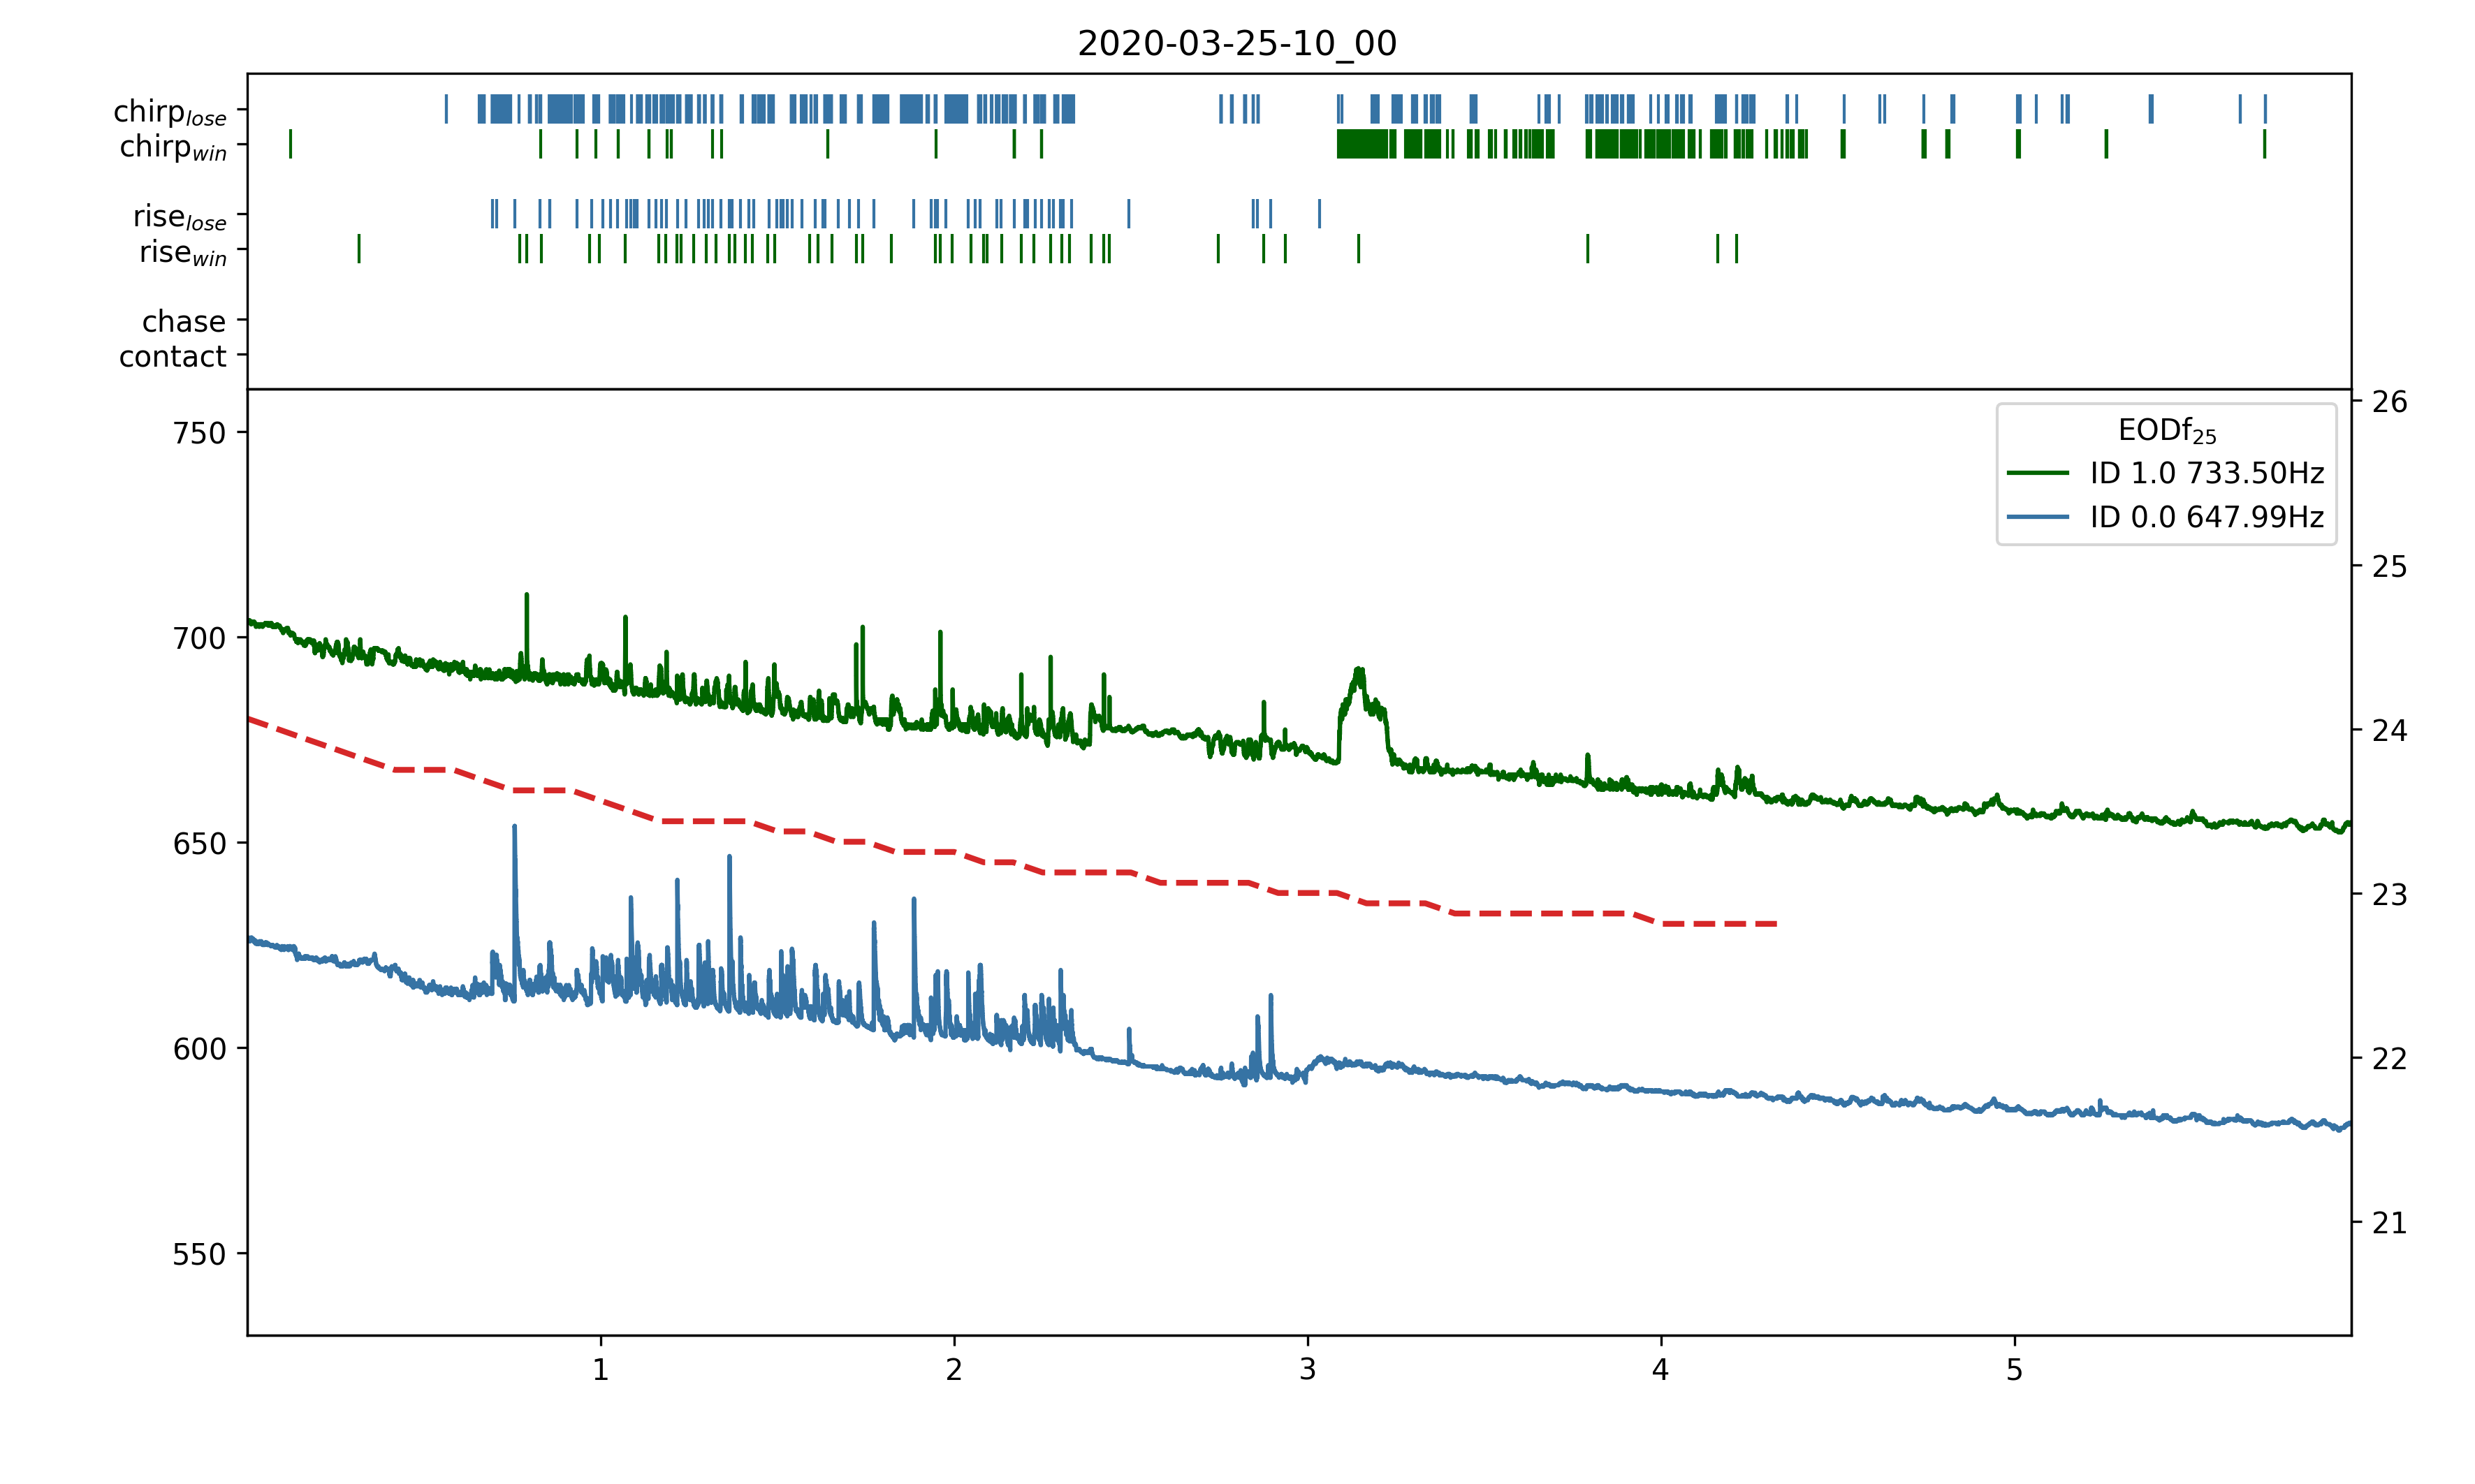 2020-03-25-10_00
chirp_lose
chirp_win
rise_lose
rise_win
chase
contact
750
700
650
600
550
26
25
24
23
22
21
EODf_25
ID 1.0 733.50Hz
ID 0.0 647.99Hz
1 2 3 4 5